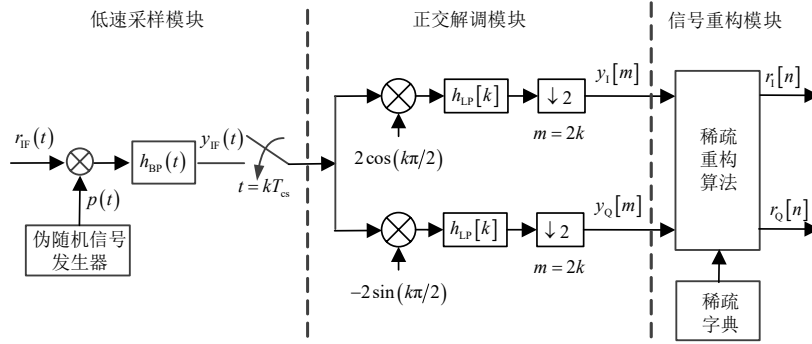 低速采样模块
正交解调模块
信号重构模块
r_IF(t)
h_BP(t)
y_IF(t)
t = kT_cs
p(t)
伪随机信号
发生器
h_LP[k]
↓2
y_I[m]
2cos(kπ/2)
m = 2k
h_LP[k]
↓2
y_Q[m]
−2sin(kπ/2)
m = 2k
稀疏
重构
算法
r_I[n]
r_Q[n]
稀疏
字典